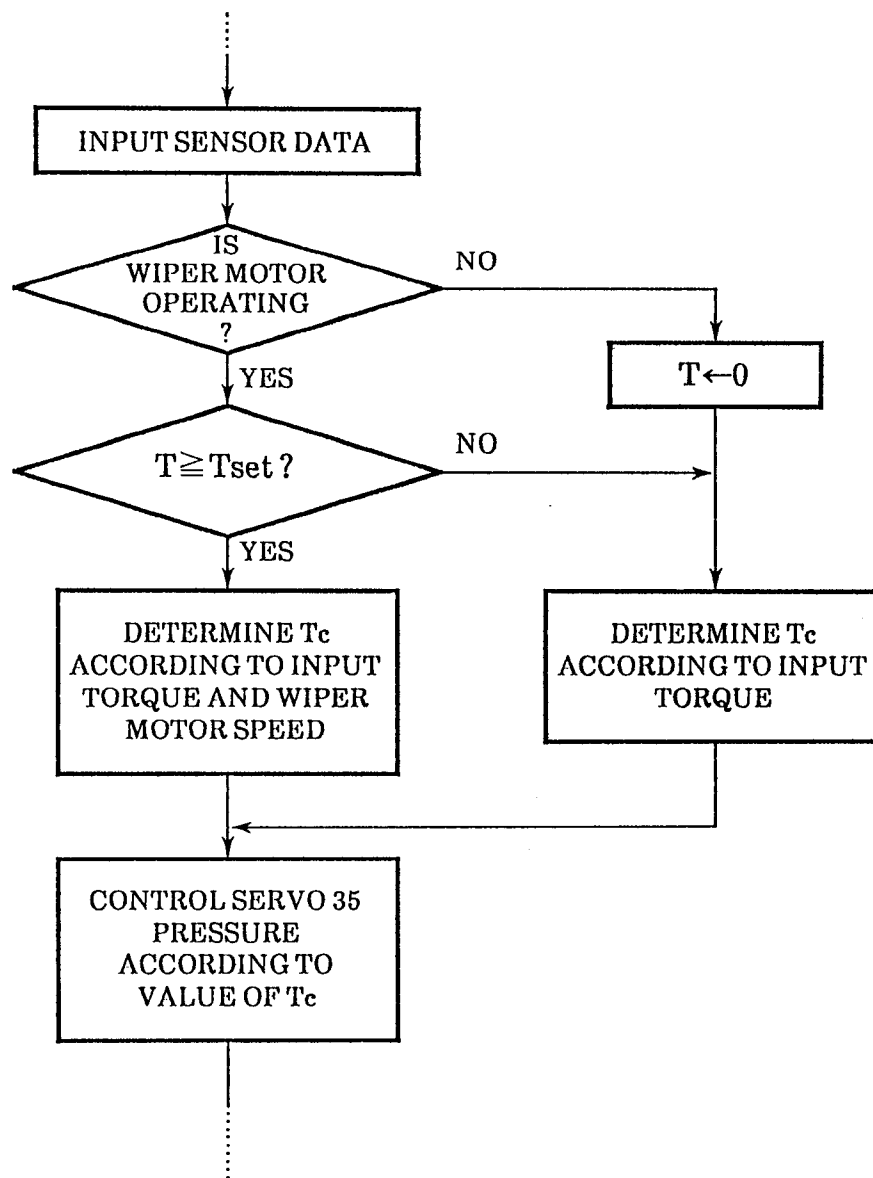 INPUT SENSOR DATA
IS
WIPER MOTOR
OPERATING
?
NO
YES
T←0
T≧Tset?
NO
YES
DETERMINE Tc
ACCORDING TO INPUT
TORQUE AND WIPER
MOTOR SPEED
DETERMINE Tc
ACCORDING TO INPUT
TORQUE
CONTROL SERVO 35
PRESSURE
ACCORDING TO
VALUE OF Tc